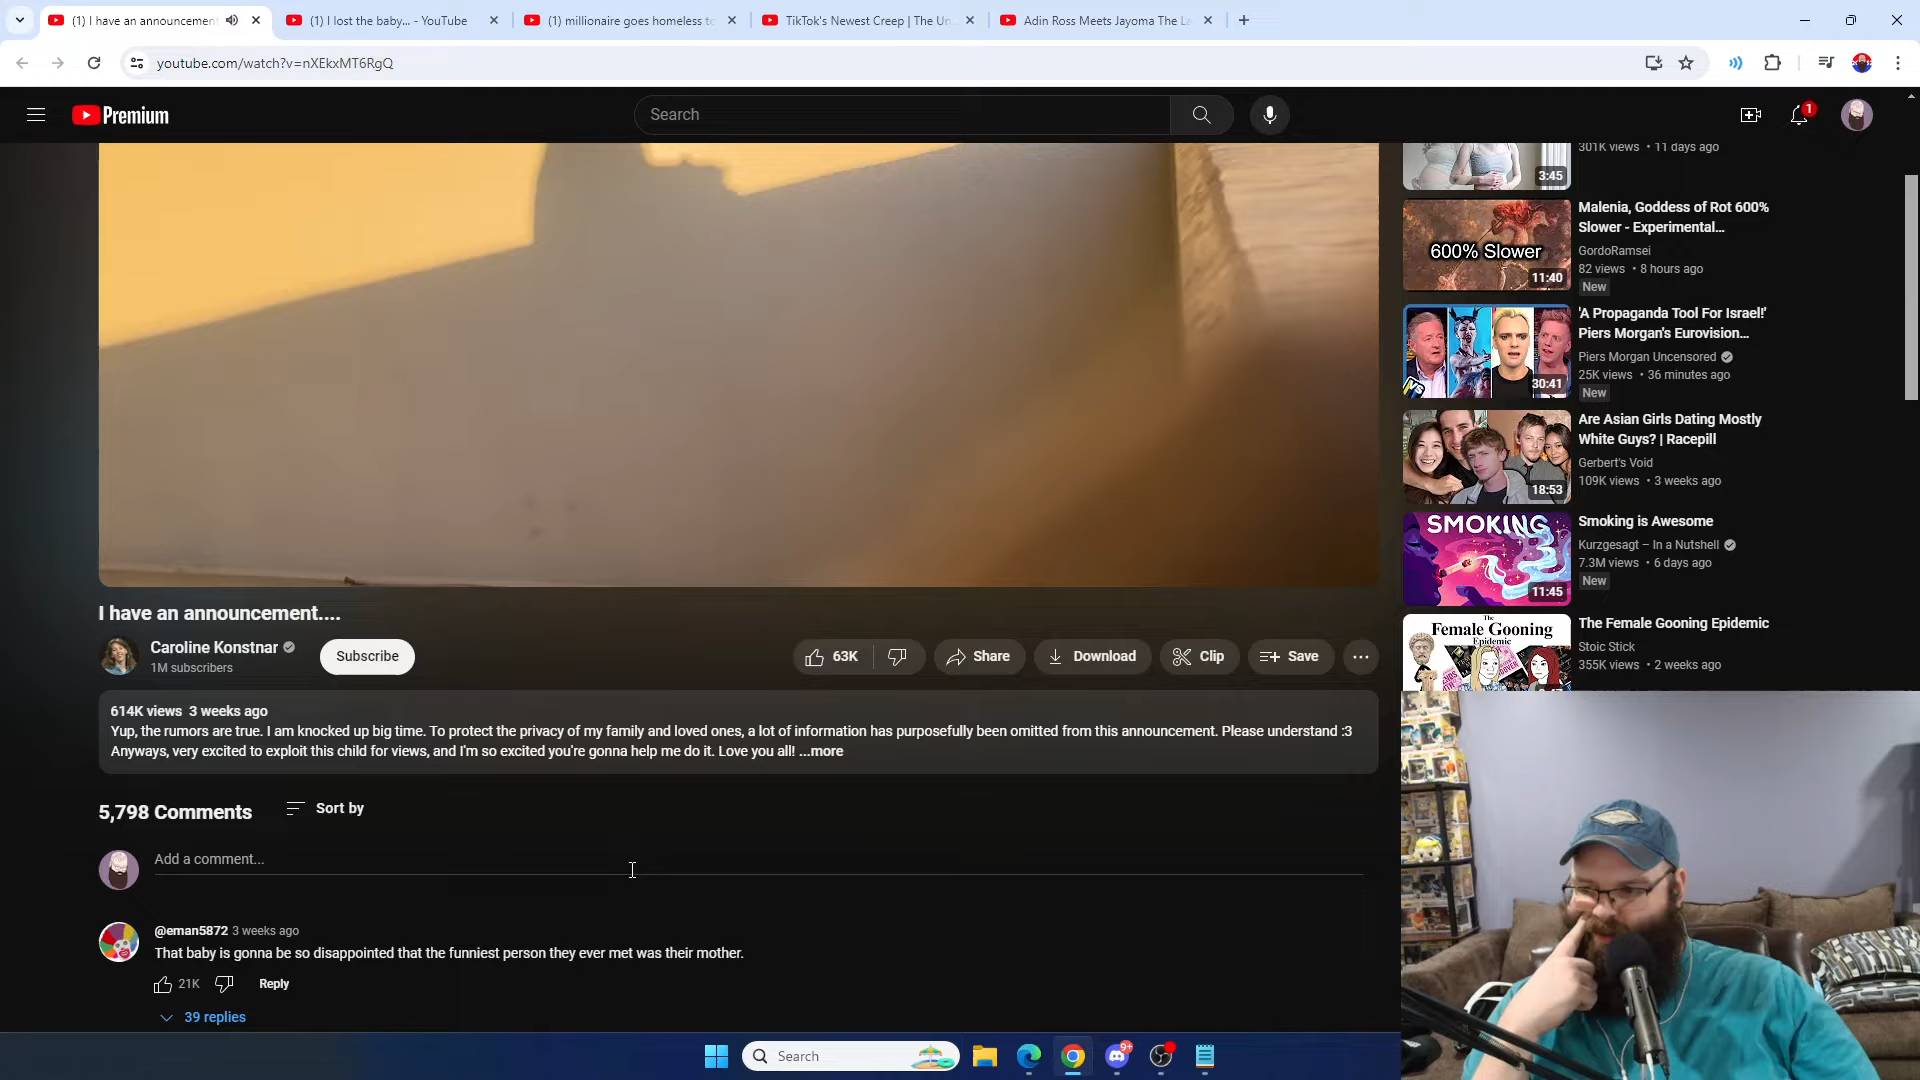 (1) I have an announcement
(1) I lost the baby... - YouTube
(1) millionaire goes homeless to
TikTok's Newest Creep | The Un
Adin Ross Meets Jayoma The La
youtube.com/watch?v=nXEkxMT6RgQ
Premium
Search
1
301K views • 11 days ago
3:45
600% Slower
11:40
Malenia, Goddess of Rot 600%
Slower - Experimental...
GordoRamsei
82 views • 8 hours ago
New
30:41
'A Propaganda Tool For Israel!'
Piers Morgan's Eurovision...
Piers Morgan Uncensored
25K views • 36 minutes ago
New
18:53
Are Asian Girls Dating Mostly
White Guys? | Racepill
Gerbert's Void
109K views • 3 weeks ago
SMOKING
11:45
Smoking is Awesome
Kurzgesagt – In a Nutshell
7.3M views • 6 days ago
New
The
Female Gooning
Epidemic
The Female Gooning Epidemic
Stoic Stick
355K views • 2 weeks ago
I have an announcement....
Caroline Konstnar
1M subscribers
Subscribe
63K
Share
Download
Clip
Save
614K views 3 weeks ago
Yup, the rumors are true. I am knocked up big time. To protect the privacy of my family and loved ones, a lot of information has purposefully been omitted from this announcement. Please understand :3
Anyways, very excited to exploit this child for views, and I'm so excited you're gonna help me do it. Love you all! ...more
5,798 Comments
Sort by
Add a comment...
@eman5872 3 weeks ago
That baby is gonna be so disappointed that the funniest person they ever met was their mother.
21K
Reply
39 replies
Search
9+